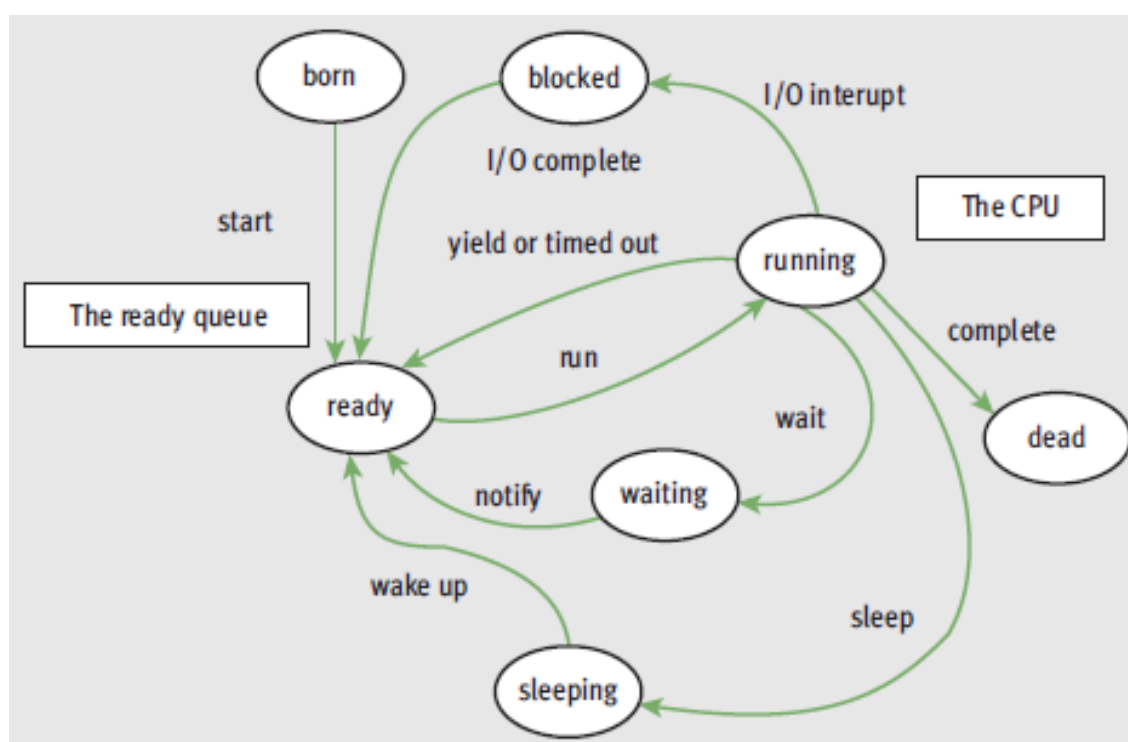 born
blocked
I/O interupt
I/O complete
The CPU
start
yield or timed out
running
The ready queue
run
complete
ready
wait
dead
notify
waiting
wake up
sleep
sleeping